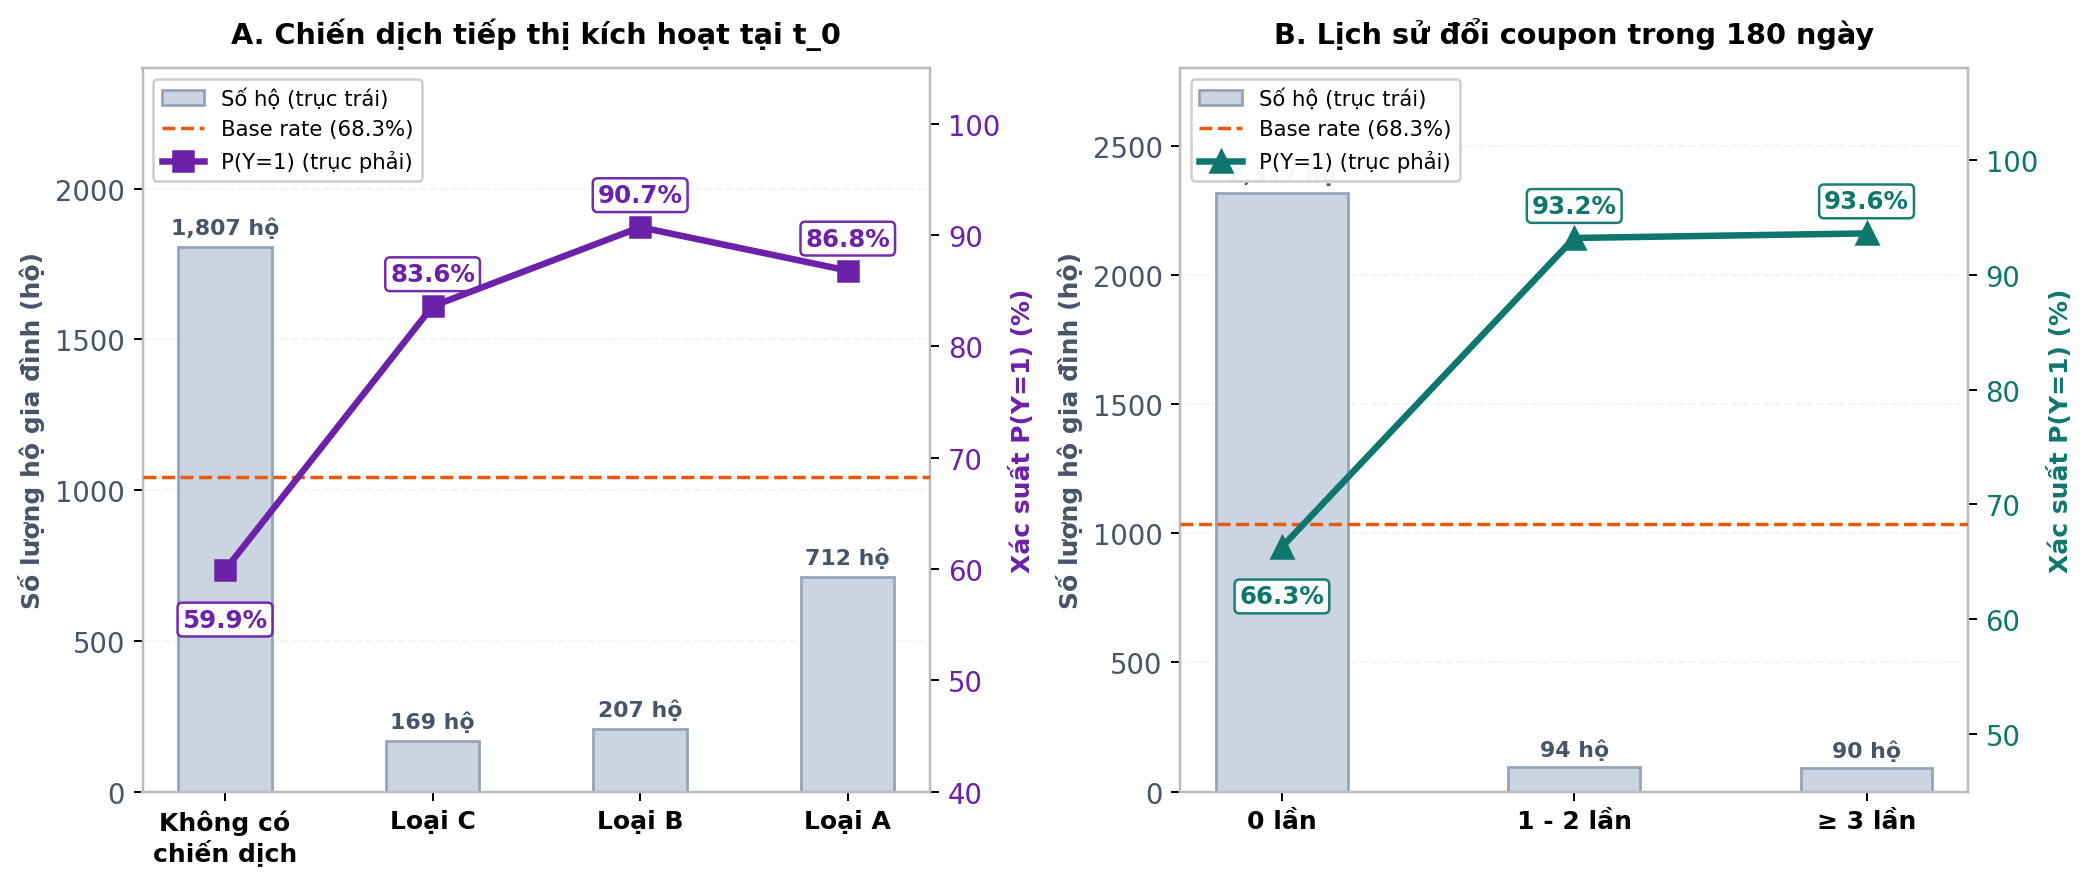 A. Chiến dịch tiếp thị kích hoạt tại t_0
Số hộ (trục trái)
Base rate (68.3%)
P(Y=1) (trục phải)
Số lượng hộ gia đình (hộ)
2000
1500
1000
500
0
1,807 hộ
169 hộ
207 hộ
712 hộ
59.9%
83.6%
90.7%
86.8%
100
90
80
70
60
50
40
Xác suất P(Y=1) (%)
Không có
chiến dịch
Loại C
Loại B
Loại A
B. Lịch sử đổi coupon trong 180 ngày
Số hộ (trục trái)
Base rate (68.3%)
P(Y=1) (trục phải)
Số lượng hộ gia đình (hộ)
2500
2000
1500
1000
500
0
94 hộ
90 hộ
66.3%
93.2%
93.6%
100
90
80
70
60
50
Xác suất P(Y=1) (%)
0 lần
1 - 2 lần
≥ 3 lần